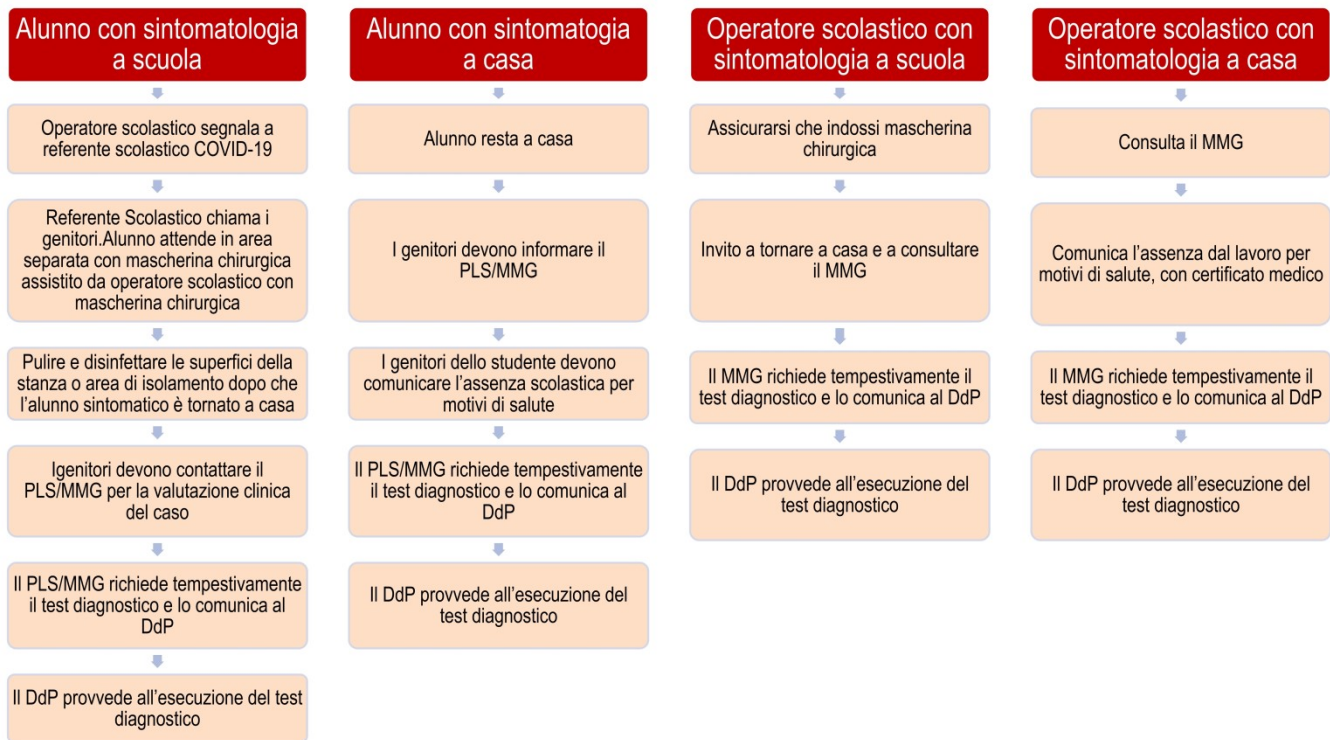 Alunno con sintomatologia
a scuola
Operatore scolastico segnala a
referente scolastico COVID-19
Referente Scolastico chiama i
genitori.Alunno attende in area
separata con mascherina chirurgica
assistito da operatore scolastico con
mascherina chirurgica
Pulire e disinfettare le superfici della
stanza o area di isolamento dopo che
l'alunno sintomatico è tornato a casa
Igenitori devono contattare il
PLS/MMG per la valutazione clinica
del caso
Il PLS/MMG richiede tempestivamente
il test diagnostico e lo comunica al
DdP
Il DdP provvede all'esecuzione del test
diagnostico
Alunno con sintomatogia
a casa
Alunno resta a casa
I genitori devono informare il
PLS/MMG
I genitori dello studente devono
comunicare l'assenza scolastica per
motivi di salute
Il PLS/MMG richiede tempestivamente
il test diagnostico e lo comunica al
DdP
Il DdP provvede all'esecuzione del
test diagnostico
Operatore scolastico con
sintomatologia a scuola
Assicurarsi che indossi mascherina
chirurgica
Invito a tornare a casa e a consultare
il MMG
Il MMG richiede tempestivamente il
test diagnostico e lo comunica al DdP
Il DdP provvede all'esecuzione del
test diagnostico
Operatore scolastico con
sintomatologia a casa
Consulta il MMG
Comunica l'assenza dal lavoro per
motivi di salute, con certificato medico
Il MMG richiede tempestivamente il
test diagnostico e lo comunica al DdP
Il DdP provvede all'esecuzione del
test diagnostico